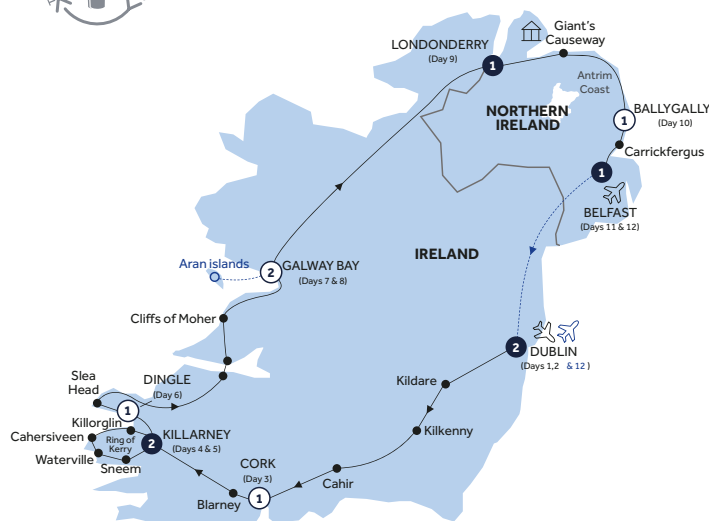 Giant's
Causeway
LONDONDERRY
(Day 9)
1
Antrim
Coast
NORTHERN
IRELAND
1
BALLYGALLY
(Day 10)
Carrickfergus
1
BELFAST
(Days 11 & 12)
IRELAND
Aran islands
2
GALWAY BAY
(Days 7 & 8)
Cliffs of Moher
2
DUBLIN
(Days 1,2 & 12 )
Kildare
Kilkenny
Cahir
CORK
(Day 3)
1
Blarney
Slea
Head
DINGLE
(Day 6)
1
Killorglin
Cahersiveen
Ring of
Kerry
2
KILLARNEY
(Days 4 & 5)
Waterville
Sneem